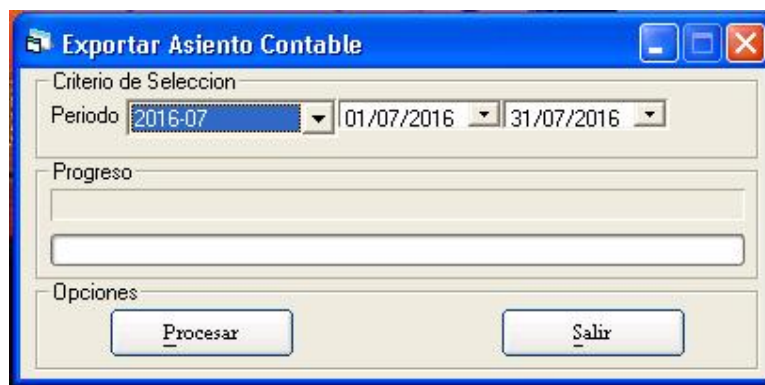 Exportar Asiento Contable
Criterio de Seleccion
Periodo 2016-07 01/07/2016 31/07/2016
Progreso
Opciones
Procesar Salir